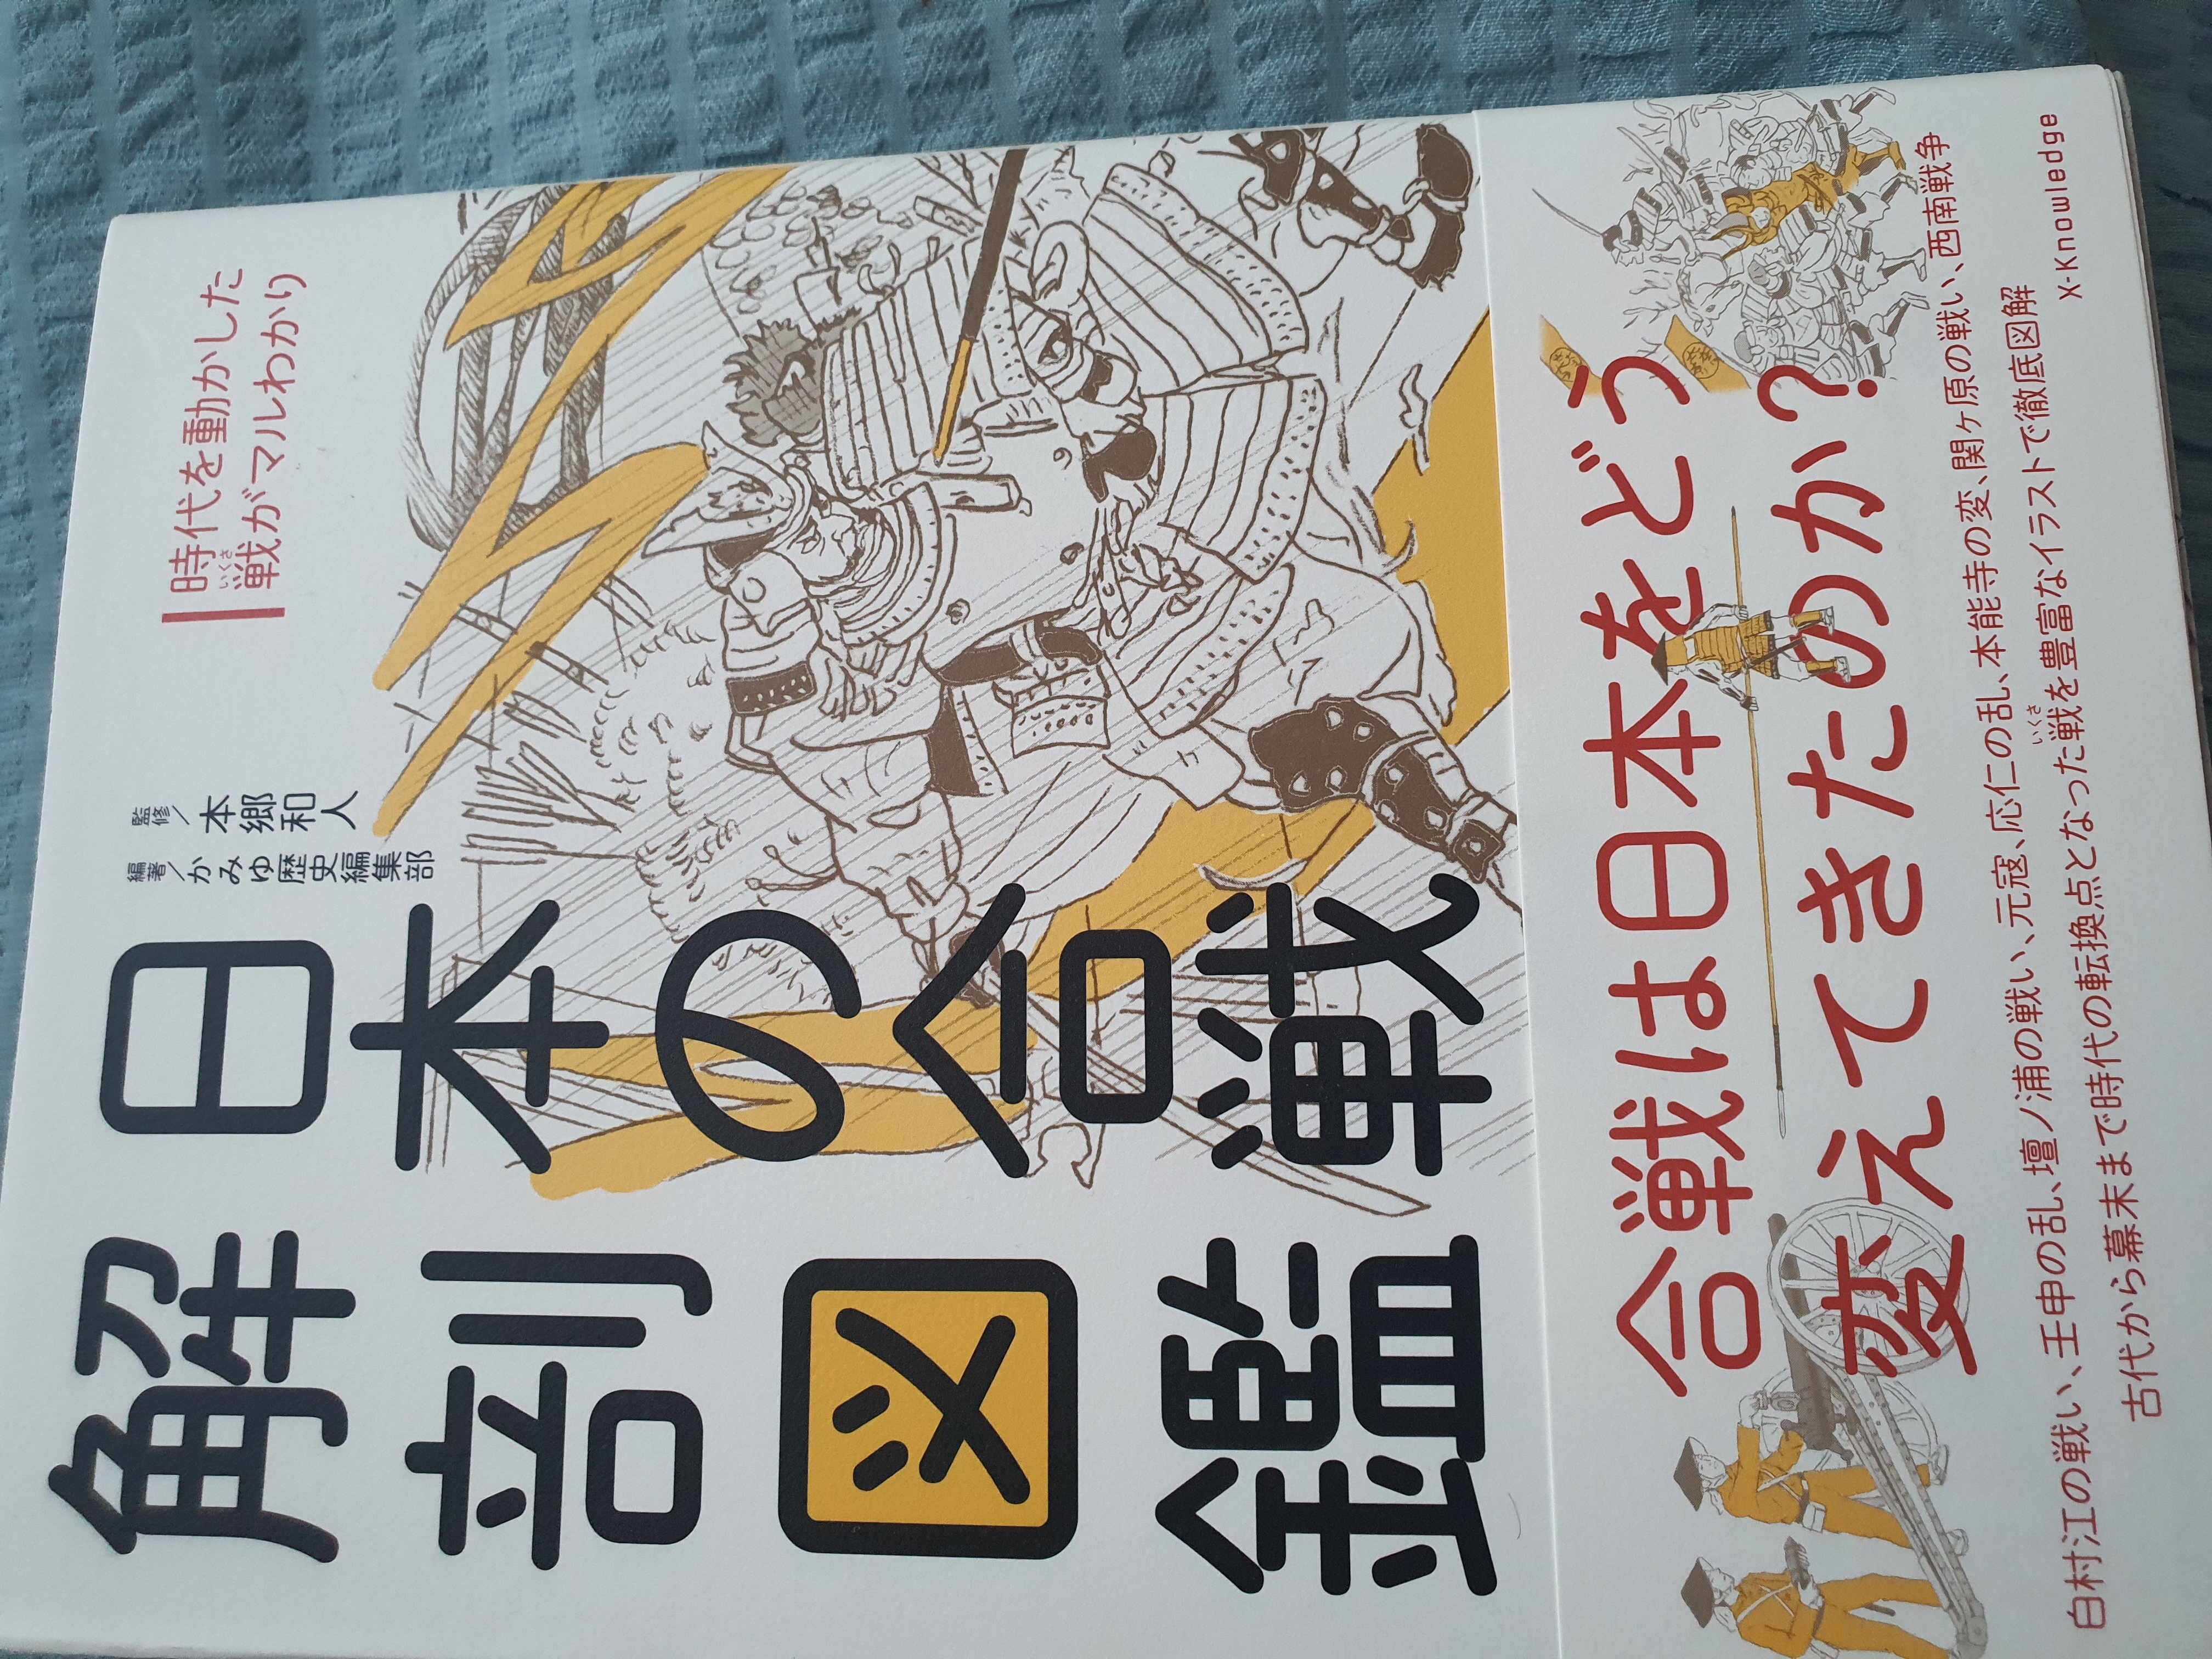 時代を動かした
戦がマルわかり
いくさ
監修/
本郷和人
編著/
かみゆ歴史編集部
日本の合戦
解剖図鑑
合戦は日本をどう
変えてきたのか?
白村江の戦い、壬申の乱、壇ノ浦の戦い、元寇、応仁の乱、本能寺の変、関ヶ原の戦い、西南戦争
古代から幕末まで時代の転換点となった戦を豊富なイラストで徹底図解
いくさ
X-Knowledge